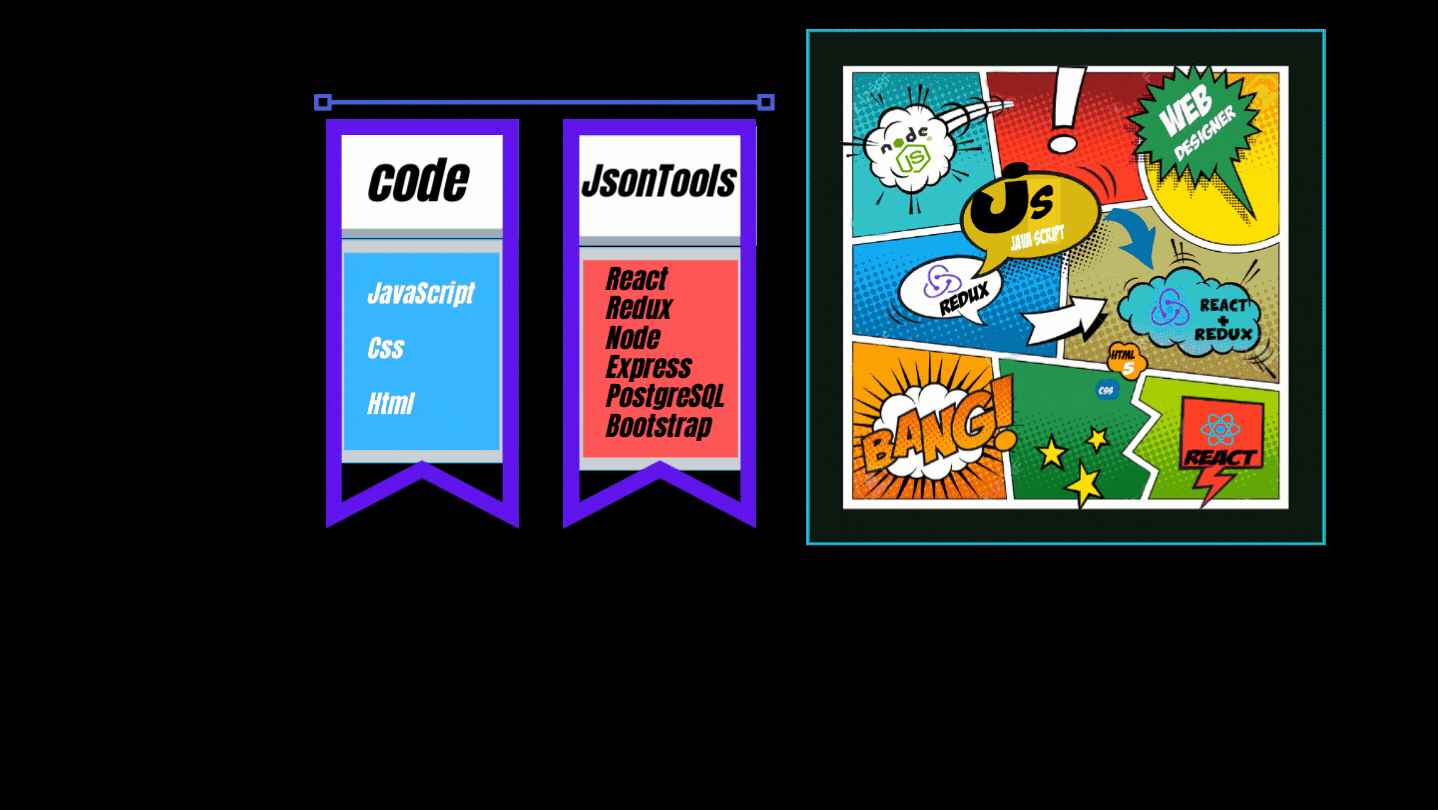 code
JavaScript
Css
Html
JsonTools
React
Redux
Node
Express
PostgreSQL
Bootstrap
node
JS
!
WEB
DESIGNER
Js
JAVA SCRIPT
REDUX
REACT
+
REDUX
HTML
5
CSS
BANG!
REACT